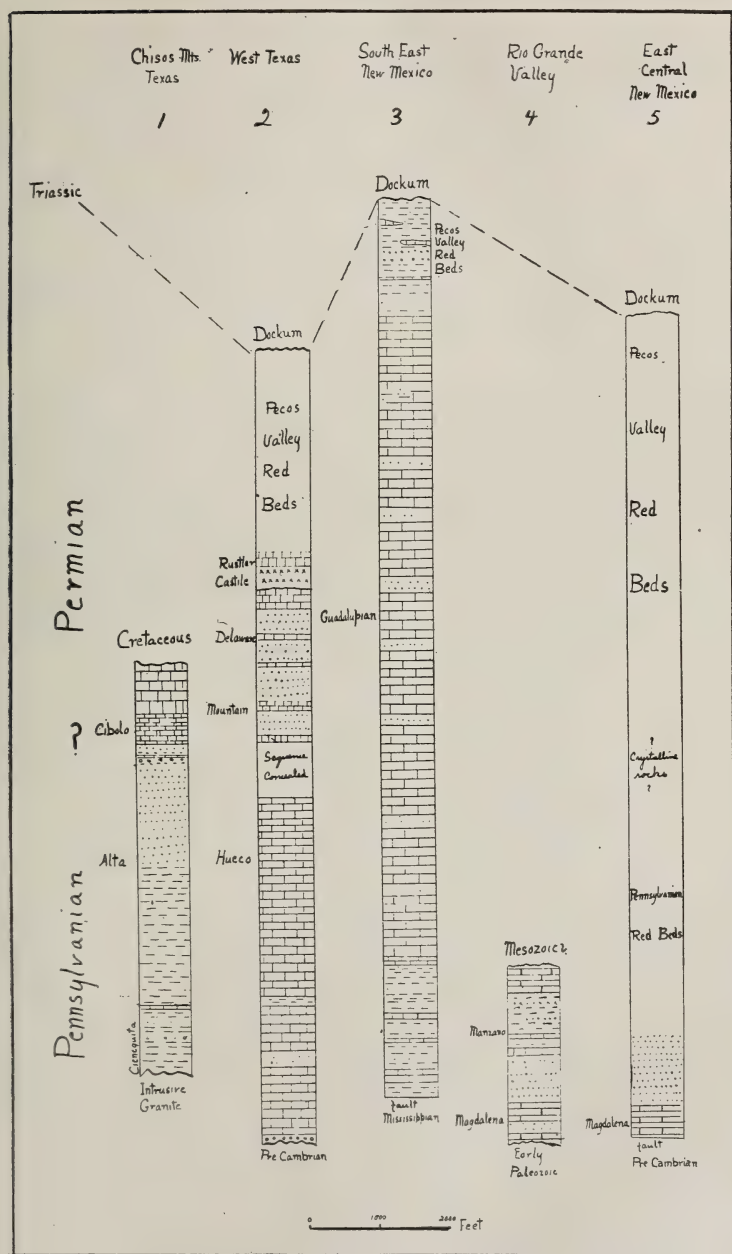 Chisos Mts.
Texas
1
West Texas
2
South East
New Mexico
3
Rio Grande
Valley
4
East
Central
New Mexico
5
Triassic
Permian
?
Pennsylvanian
Cretaceous
Cibolo
Alta
Cieneguita
Intrusive
Granite
Dockum
Pecos
Valley
Red
Beds
Rustler
Castile
Delaware
Mountain
Sequence
Concealed
Hueco
Pre Cambrian
Dockum
Pecos
Valley
Red
Beds
Guadalupian
fault
Mississippian
Mesozoic?
Manzano
Magdalena
Early
Paleozoic
Dockum
Pecos
Valley
Red
Beds
?
Crystalline
rocks
?
Pennsylvanian
Red Beds
Magdalena
fault
Pre Cambrian
0 1000 2000 Feet